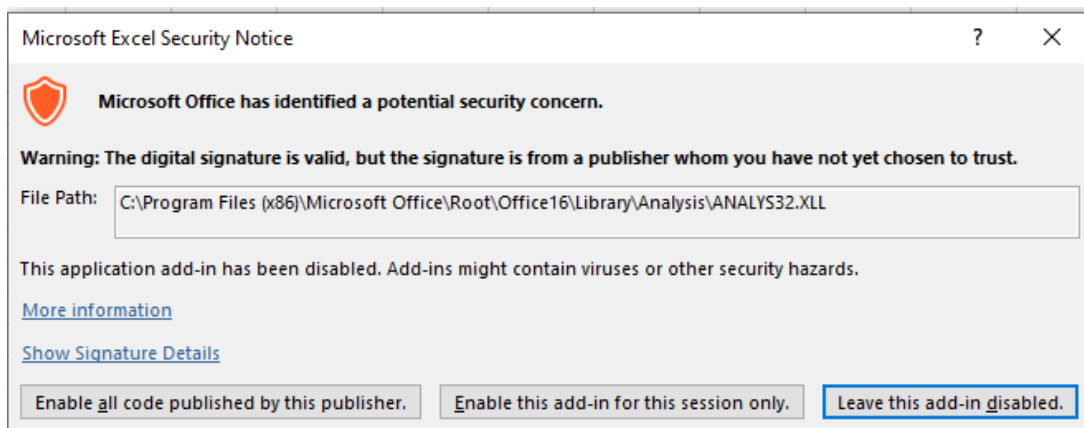 Microsoft Excel Security Notice
?
Microsoft Office has identified a potential security concern.
Warning: The digital signature is valid, but the signature is from a publisher whom you have not yet chosen to trust.
File Path: C:\Program Files (x86)\Microsoft Office\Root\Office16\Library\Analysis\ANALYS32.XLL
This application add-in has been disabled. Add-ins might contain viruses or other security hazards.
More information
Show Signature Details
Enable all code published by this publisher. Enable this add-in for this session only. Leave this add-in disabled.